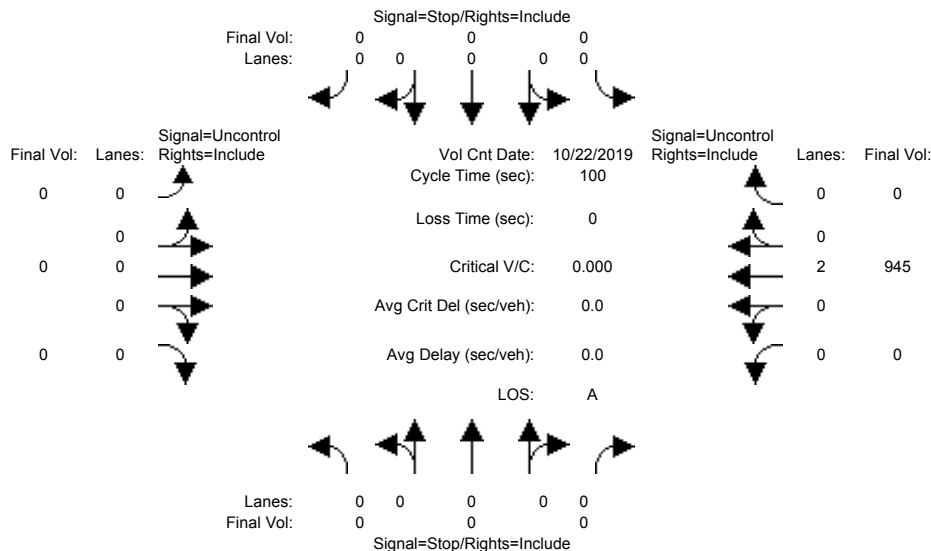 Signal=Stop/Rights=Include
Final Vol: 0 0 0
Lanes: 0 0 0 0 0
Signal=Uncontrol Signal=Uncontrol
Final Vol: Lanes: Rights=Include Vol Cnt Date: 10/22/2019 Rights=Include Lanes: Final Vol:
Cycle Time (sec): 100
0 0 0 0
Loss Time (sec): 0
0 0
0 0 Critical V/C: 0.000 2 945
0 Avg Crit Del (sec/veh): 0.0 0
0 0 Avg Delay (sec/veh): 0.0 0 0
LOS: A
Lanes: 0 0 0 0 0
Final Vol: 0 0 0
Signal=Stop/Rights=Include